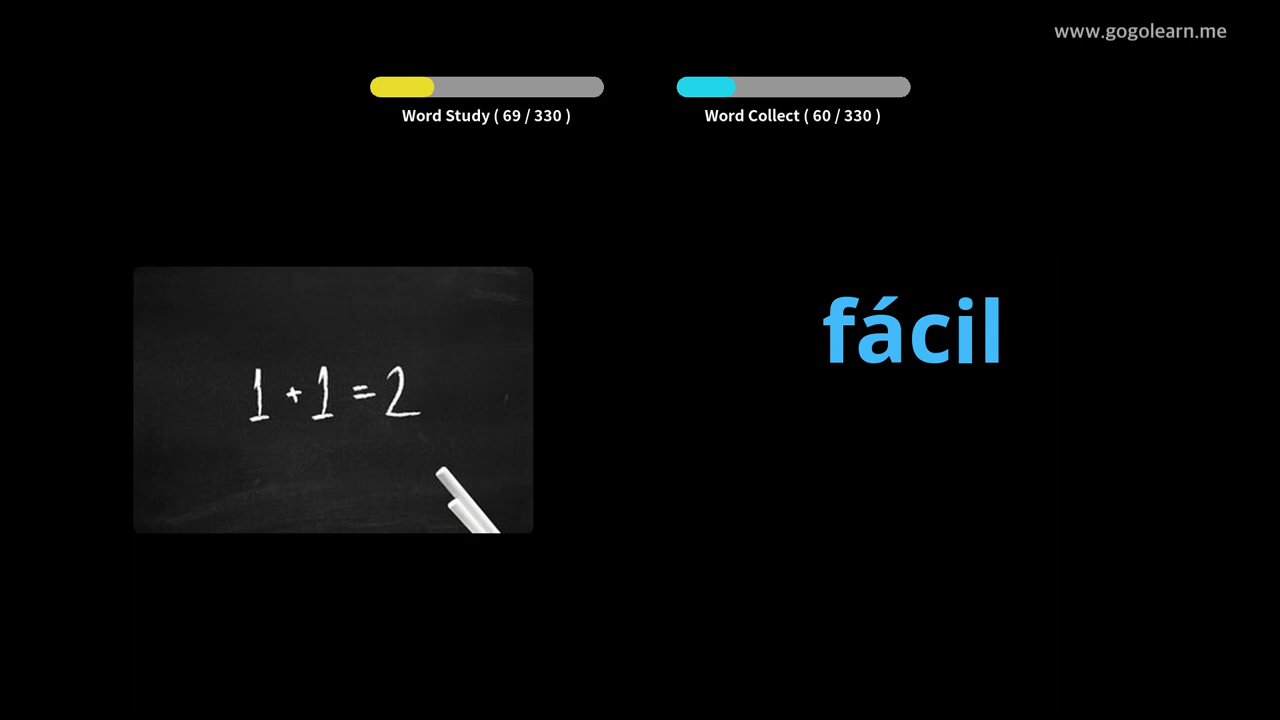 www.gogolearn.me
Word Study ( 69 / 330 )
Word Collect ( 60 / 330 )
fácil
1 + 1 = 2